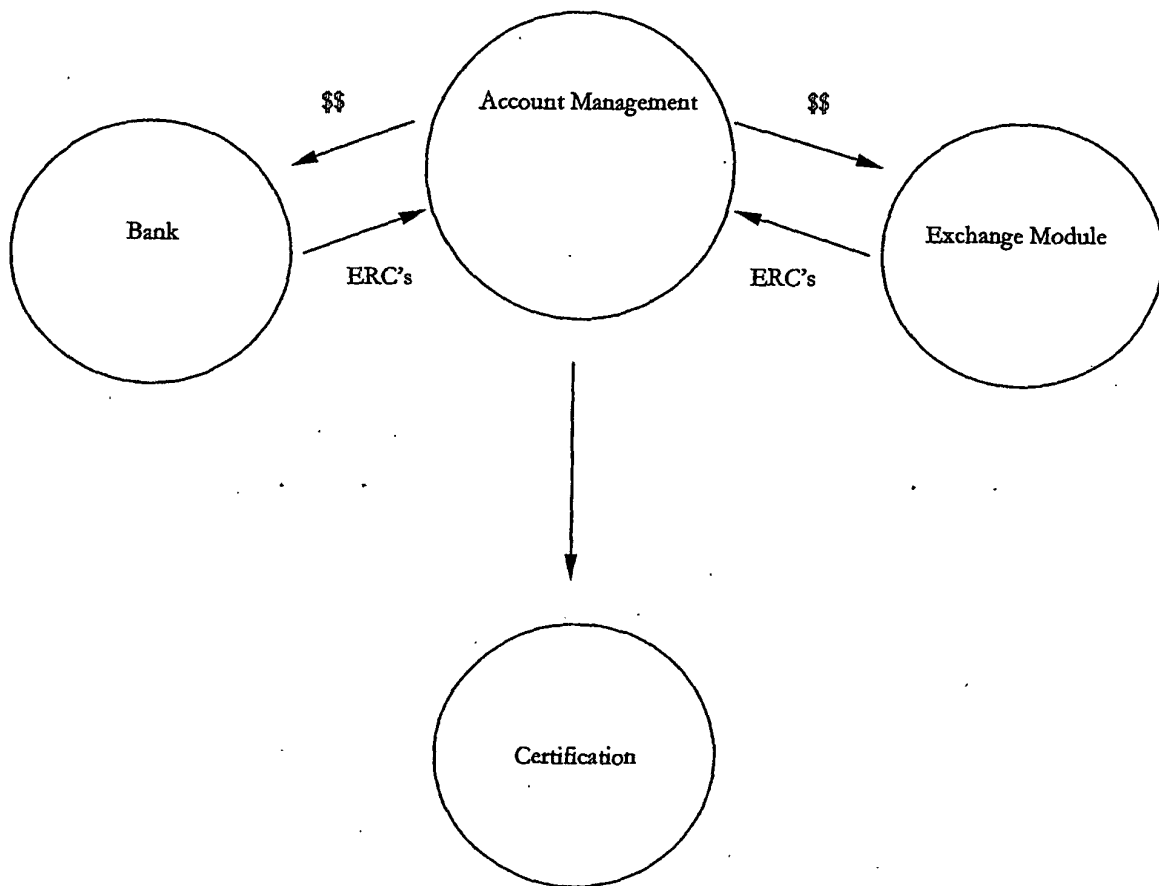 $$
Account Management
$$
Bank
Exchange Module
ERC's
ERC's
Certification